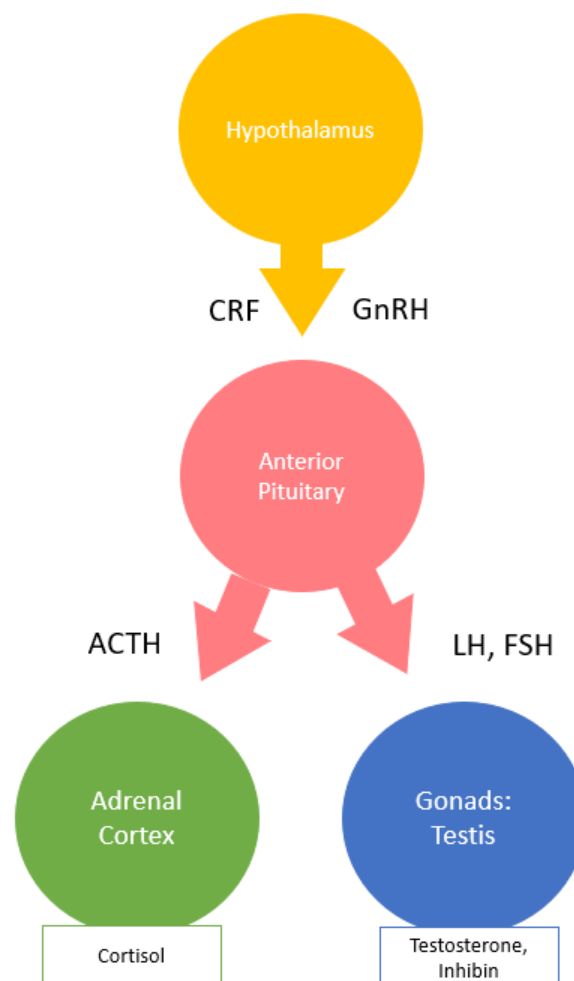 Hypothalamus
CRF
GnRH
Anterior
Pituitary
ACTH
LH, FSH
Adrenal
Cortex
Gonads:
Testis
Cortisol
Testosterone,
Inhibin